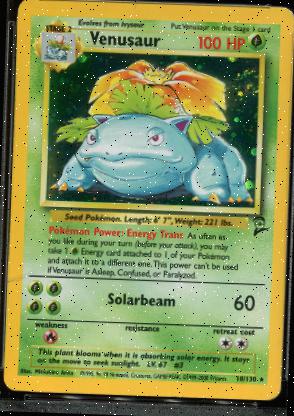 Evolves from Ivysaur Put Venusaur on the Stage 1 card
STAGE 2 Venusaur 100 HP
Seed Pokémon. Length: 6' 7", Weight: 221 lbs.
Pokémon Power: Energy Trans As often as
you like during your turn (before your attack), you may
take 1 Energy card attached to 1 of your Pokémon
and attach it to a different one. This power can't be used
if Venusaur is Asleep, Confused, or Paralyzed.
Solarbeam 60
weakness resistance retreat cost
This plant blooms when it is absorbing solar energy. It stays
on the move to seek sunlight. LV. 67 #3
Illus. Mitsuhiro Arita 18/130